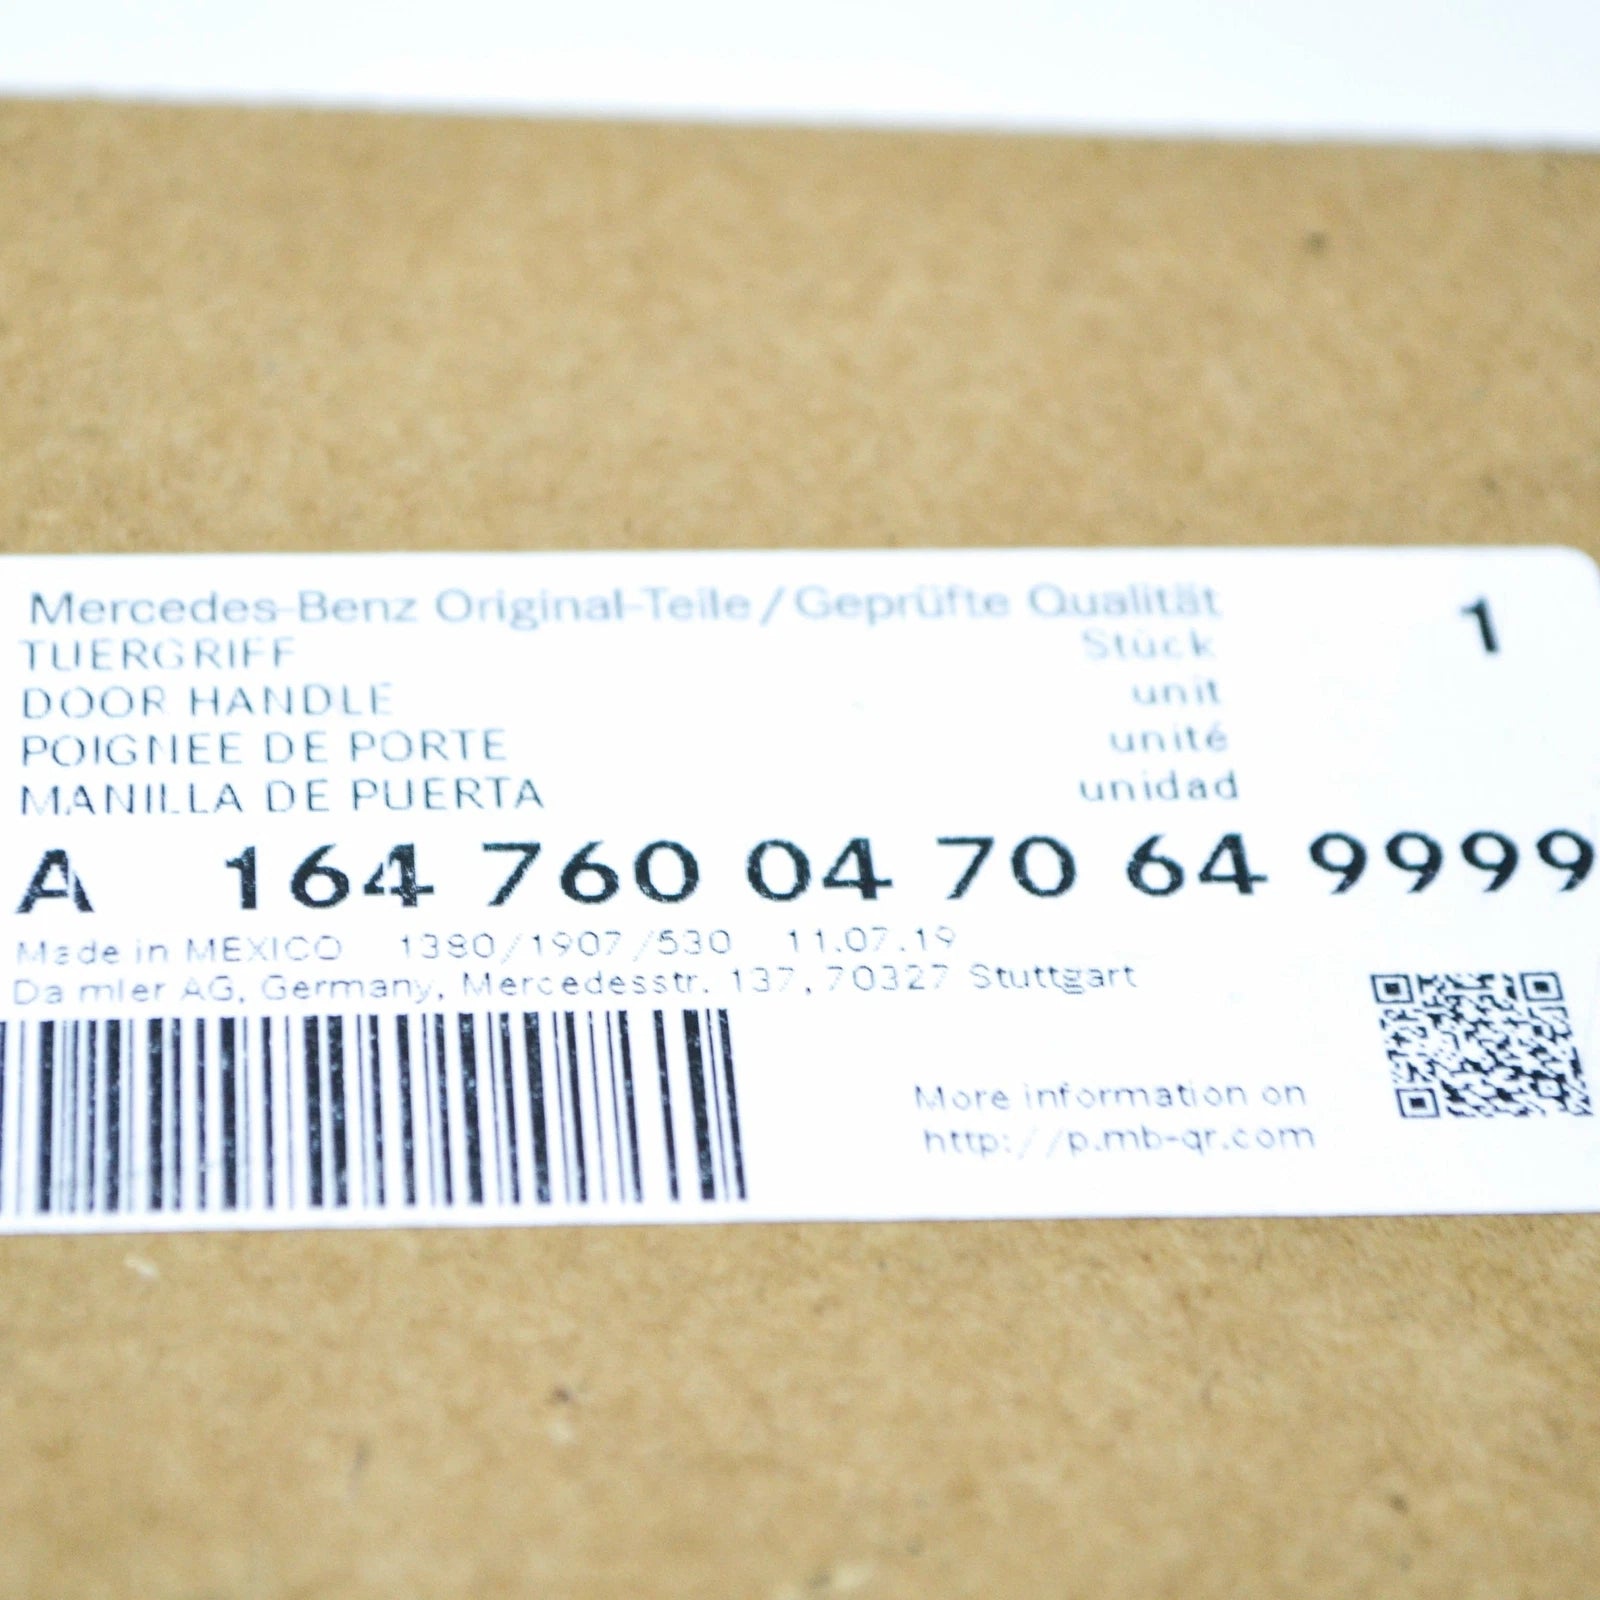 Mercedes-Benz Original-Teile / Geprüfte Qualität
TUERGRIFF Stück 1
DOOR HANDLE unit
POIGNEE DE PORTE unité
MANILLA DE PUERTA unidad
A 164 760 04 70 64 9999
Made in MEXICO 1380/1907/530 11.07.19
Daimler AG, Germany, Mercedesstr. 137, 70327 Stuttgart
More information on
http://p.mb-qr.com